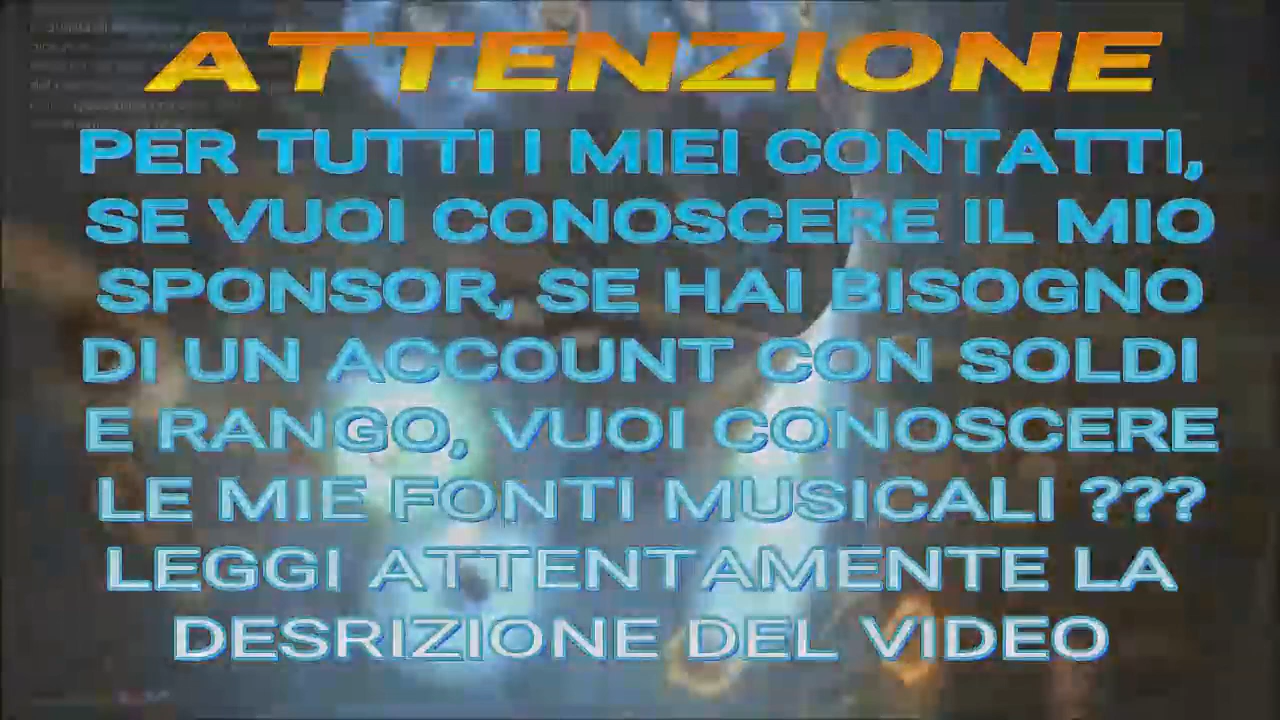 ATTENZIONE
PER TUTTI I MIEI CONTATTI,
SE VUOI CONOSCERE IL MIO
SPONSOR, SE HAI BISOGNO
DI UN ACCOUNT CON SOLDI
E RANGO, VUOI CONOSCERE
LE MIE FONTI MUSICALI ???
LEGGI ATTENTAMENTE LA
DESRIZIONE DEL VIDEO